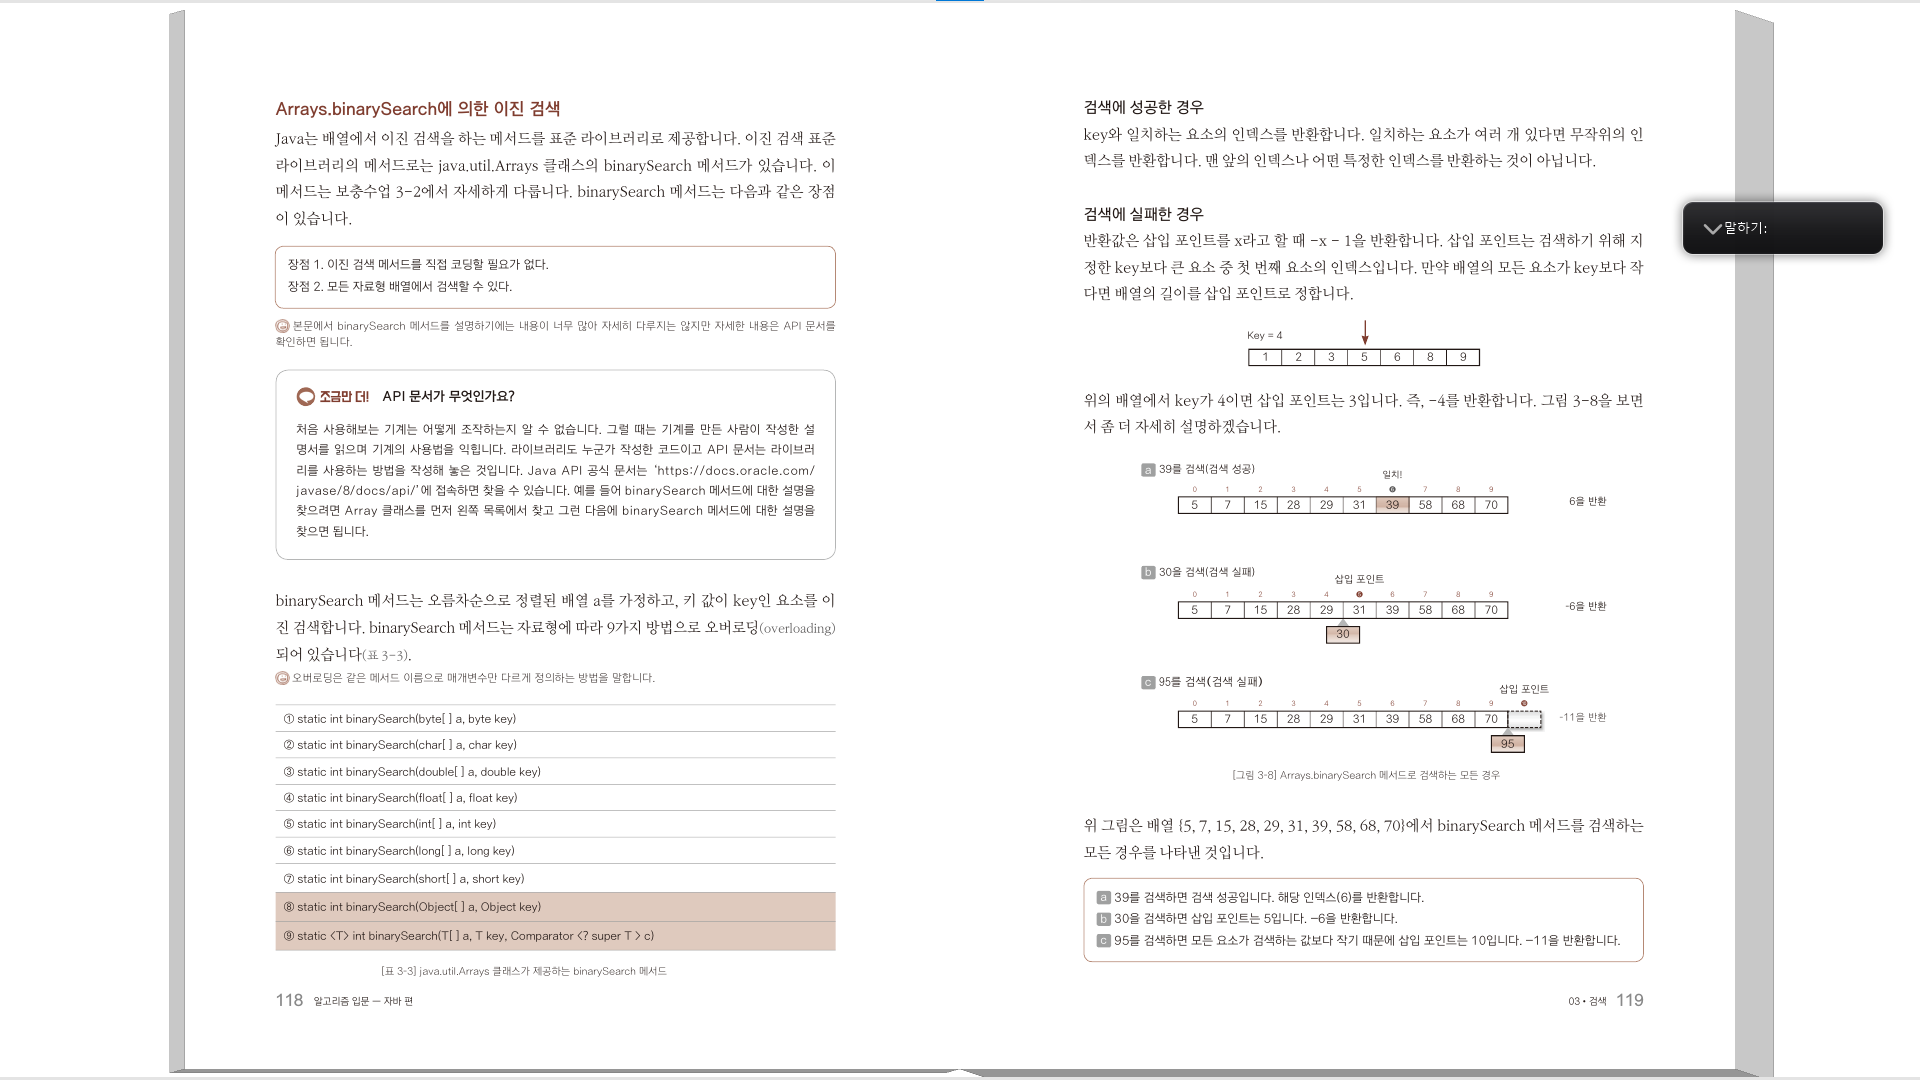 Arrays.binarySearch에 의한 이진 검색
Java는 배열에서 이진 검색을 하는 메서드를 표준 라이브러리로 제공합니다. 이진 검색 표준
라이브러리의 메서드로는 java.util.Arrays 클래스의 binarySearch 메서드가 있습니다. 이
메서드는 보충수업 3-2에서 자세하게 다룹니다. binarySearch 메서드는 다음과 같은 장점
이 있습니다.
장점 1. 이진 검색 메서드를 직접 코딩할 필요가 없다.
장점 2. 모든 자료형 배열에서 검색할 수 있다.
본문에서 binarySearch 메서드를 설명하기에는 내용이 너무 많아 자세히 다루지는 않지만 자세한 내용은 API 문서를
확인하면 됩니다.
조금만 더! API 문서가 무엇인가요?
처음 사용해보는 기계는 어떻게 조작하는지 알 수 없습니다. 그럴 때는 기계를 만든 사람이 작성한 설
명서를 읽으며 기계의 사용법을 익힙니다. 라이브러리도 누군가 작성한 코드이고 API 문서는 라이브러
리를 사용하는 방법을 작성해 놓은 것입니다. Java API 공식 문서는 'https://docs.oracle.com/
javase/8/docs/api/'에 접속하면 찾을 수 있습니다. 예를 들어 binarySearch 메서드에 대한 설명을
찾으려면 Array 클래스를 먼저 왼쪽 목록에서 찾고 그런 다음에 binarySearch 메서드에 대한 설명을
찾으면 됩니다.
binarySearch 메서드는 오름차순으로 정렬된 배열 a를 가정하고, 키 값이 key인 요소를 이
진 검색합니다. binarySearch 메서드는 자료형에 따라 9가지 방법으로 오버로딩(overloading)
되어 있습니다(표 3-3).
오버로딩은 같은 메서드 이름으로 매개변수만 다르게 정의하는 방법을 말합니다.
① static int binarySearch(byte[ ] a, byte key)
② static int binarySearch(char[ ] a, char key)
③ static int binarySearch(double[ ] a, double key)
④ static int binarySearch(float[ ] a, float key)
⑤ static int binarySearch(int[ ] a, int key)
⑥ static int binarySearch(long[ ] a, long key)
⑦ static int binarySearch(short[ ] a, short key)
⑧ static int binarySearch(Object[ ] a, Object key)
⑨ static <T> int binarySearch(T[ ] a, T key, Comparator <? super T > c)
[표 3-3] java.util.Arrays 클래스가 제공하는 binarySearch 메서드
118 알고리즘 입문 — 자바 편
검색에 성공한 경우
key와 일치하는 요소의 인덱스를 반환합니다. 일치하는 요소가 여러 개 있다면 무작위의 인
덱스를 반환합니다. 맨 앞의 인덱스나 어떤 특정한 인덱스를 반환하는 것이 아닙니다.
검색에 실패한 경우
반환값은 삽입 포인트를 x라고 할 때 -x - 1을 반환합니다. 삽입 포인트는 검색하기 위해 지
정한 key보다 큰 요소 중 첫 번째 요소의 인덱스입니다. 만약 배열의 모든 요소가 key보다 작
다면 배열의 길이를 삽입 포인트로 정합니다.
Key = 4
1 2 3 5 6 8 9
위의 배열에서 key가 4이면 삽입 포인트는 3입니다. 즉, -4를 반환합니다. 그림 3-8을 보면
서 좀 더 자세히 설명하겠습니다.
a 39를 검색(검색 성공)
일치!
0 1 2 3 4 5 6 7 8 9
5 7 15 28 29 31 39 58 68 70
6을 반환
b 30을 검색(검색 실패)
삽입 포인트
0 1 2 3 4 5 6 7 8 9
5 7 15 28 29 31 39 58 68 70
-6을 반환
30
c 95를 검색(검색 실패)
삽입 포인트
0 1 2 3 4 5 6 7 8 9
5 7 15 28 29 31 39 58 68 70
-11을 반환
95
[그림 3-8] Arrays.binarySearch 메서드로 검색하는 모든 경우
위 그림은 배열 {5, 7, 15, 28, 29, 31, 39, 58, 68, 70}에서 binarySearch 메서드를 검색하는
모든 경우를 나타낸 것입니다.
a 39를 검색하면 검색 성공입니다. 해당 인덱스(6)를 반환합니다.
b 30을 검색하면 삽입 포인트는 5입니다. -6을 반환합니다.
c 95를 검색하면 모든 요소가 검색하는 값보다 작기 때문에 삽입 포인트는 10입니다. -11을 반환합니다.
03 • 검색 119
말하기: